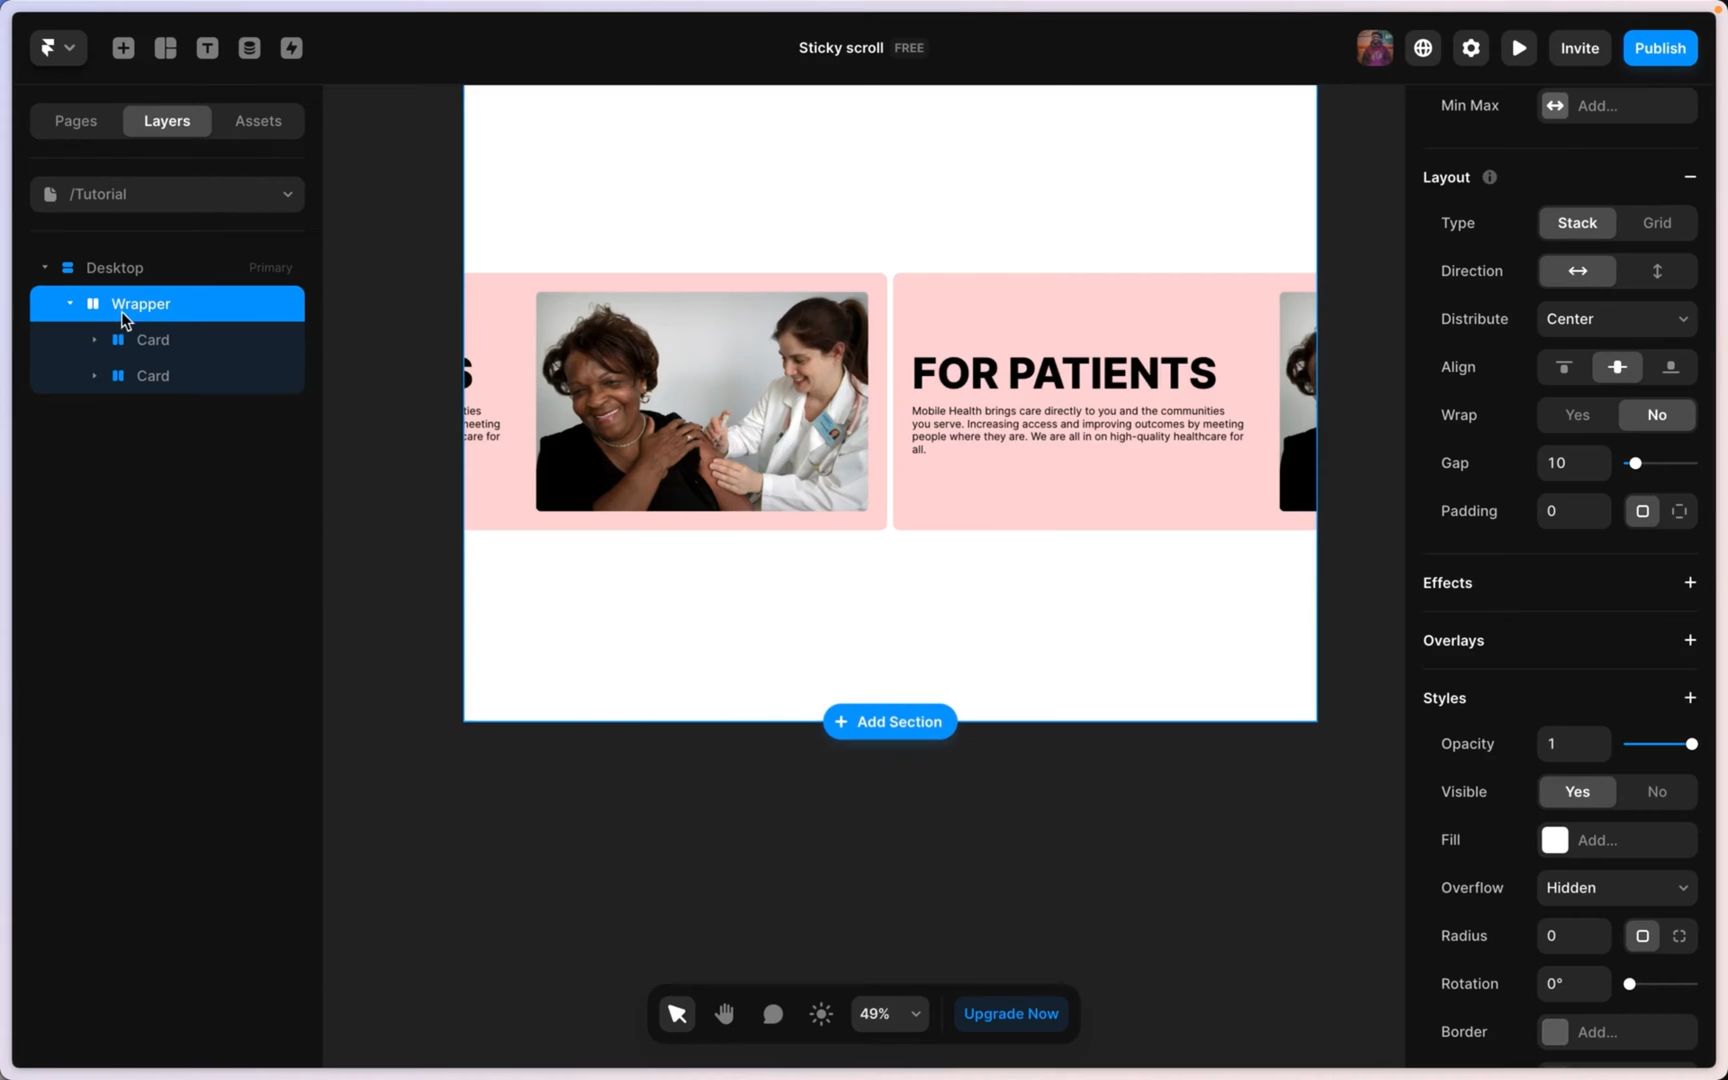 Sticky scroll FREE
Invite
Publish
Pages
Layers
Assets
/Tutorial
Desktop
Primary
Wrapper
Card
Card
S
ties
neeting
care for
FOR PATIENTS
Mobile Health brings care directly to you and the communities
you serve. Increasing access and improving outcomes by meeting
people where they are. We are all in on high-quality healthcare for
all.
+ Add Section
49%
Upgrade Now
Min Max
Add...
Layout
Type
Stack
Grid
Direction
Distribute
Center
Align
Wrap
Yes
No
Gap
10
Padding
0
Effects
Overlays
Styles
Opacity
1
Visible
Yes
No
Fill
Add...
Overflow
Hidden
Radius
0
Rotation
0°
Border
Add...